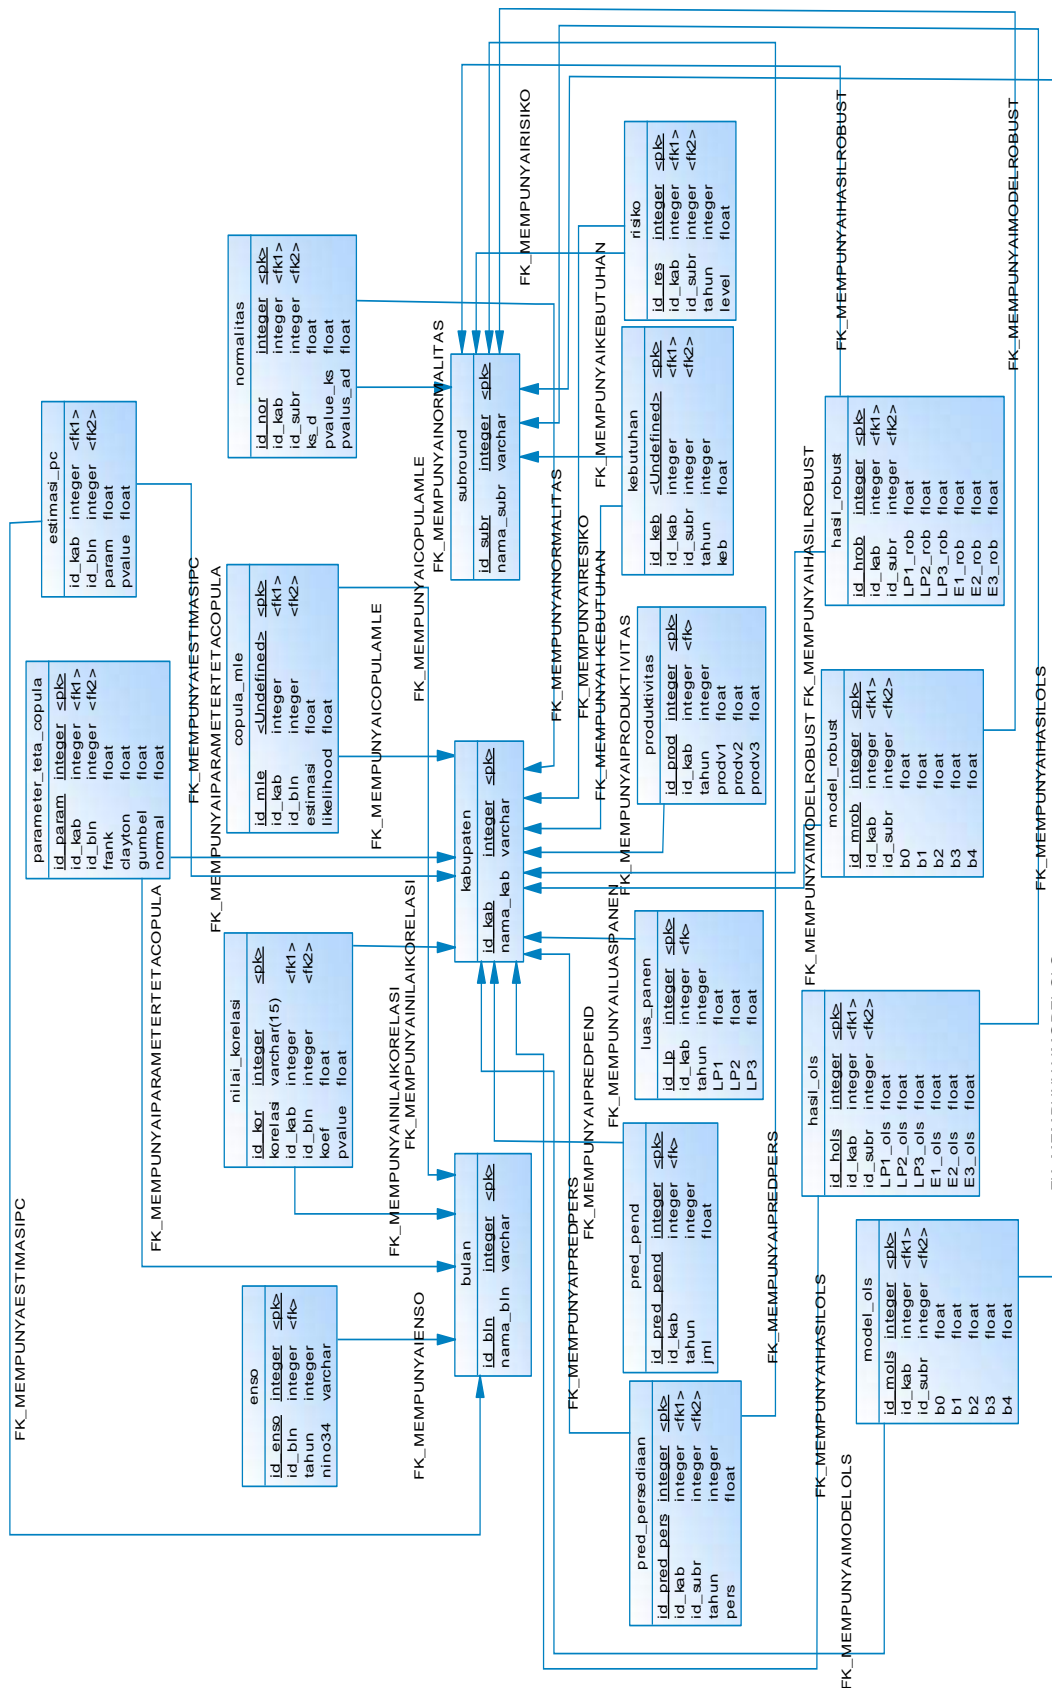 FK_MEMPUNYAESTIMASIPC
estimasi_pc
id_kab integer <fk1>
id_bln integer <fk2>
param float
pvalue float
parameter_teta_copula
id_param integer <pk>
id_kab integer <fk1>
id_bln integer <fk2>
frank float
clayton float
gumbel float
normal float
FK_MEMPUNYAIPARAMETERTETACOPULA
FK_MEMPUNYAIESTIMASIPC
FK_MEMPUNYAIPARAMETERTETACOPULA
enso
id_enso integer <pk>
id_bln integer <fk>
tahun integer
nino34 varchar
nilai_korelasi
id_kor integer <pk>
korelasi varchar(15)
id_kab integer <fk1>
id_bln integer <fk2>
koef float
pvalue float
copula_mle
id_mle <Undefined> <pk>
id_kab integer <fk1>
id_bln integer <fk2>
estimasi float
likelihood float
normalitas
id_nor integer <pk>
id_kab integer <fk1>
id_subr integer <fk2>
ks_d float
pvalue_ks float
pvalus_ad float
FK_MEMPUNYAIENSO
FK_MEMPUNYAINILAIKORELASI
FK_MEMPUNYAINILAIKORELASI
FK_MEMPUNYAICOPULAMLE
FK_MEMPUNYAICOPULAMLE
FK_MEMPUNYAINORMALITAS
FK_MEMPUNYAIRISIKO
bulan
id_bln integer <pk>
nama_bln varchar
kabupaten
id_kab integer <pk>
nama_kab varchar
subround
id_subr integer <pk>
nama_subr varchar
FK_MEMPUNYAINORMALITAS
FK_MEMPUNYAIRESIKO
FK_MEMPUNYAI KEBUTUHAN
FK_MEMPUNYAIKEBUTUHAN
FK_MEMPUNYAIPRODUKTIVITAS
FK_MEMPUNYAILUASPANEN
FK_MEMPUNYAIPREDPEND
FK_MEMPUNYAIPREDPERS
pred_persediaan
id_pred_pers integer <pk>
id_kab integer <fk1>
id_subr integer <fk2>
tahun integer
pers float
pred_pend
id_pred_pend integer <pk>
id_kab integer <fk>
tahun integer
jml float
luas_panen
id_lp integer <pk>
id_kab integer <fk>
tahun integer
LP1 float
LP2 float
LP3 float
produktivitas
id_prod integer <pk>
id_kab integer <fk>
tahun integer
prodv1 float
prodv2 float
prodv3 float
kebutuhan
id_keb <Undefined> <pk>
id_kab integer <fk1>
id_subr integer <fk2>
tahun integer
keb float
risiko
id_res integer <pk>
id_kab integer <fk1>
id_subr integer <fk2>
tahun integer
level float
FK_MEMPUNYAIPREDPERS
FK_MEMPUNYAIHASILOLS
FK_MEMPUNYAIMODELOLS
FK_MEMPUNYAIMODELROBUST
FK_MEMPUNYAIHASILROBUST
FK_MEMPUNYAIHASILROBUST
model_ols
id_mols integer <pk>
id_kab integer <fk1>
id_subr integer <fk2>
b0 float
b1 float
b2 float
b3 float
b4 float
hasil_ols
id_hols integer <pk>
id_kab integer <fk1>
id_subr integer <fk2>
LP1_ols float
LP2_ols float
LP3_ols float
E1_ols float
E2_ols float
E3_ols float
model_robust
id_mrob integer <pk>
id_kab integer <fk1>
id_subr integer <fk2>
b0 float
b1 float
b2 float
b3 float
b4 float
hasil_robust
id_hrob integer <pk>
id_kab integer <fk1>
id_subr integer <fk2>
LP1_rob float
LP2_rob float
LP3_rob float
E1_rob float
E2_rob float
E3_rob float
FK_MEMPUNYAIMODELROBUST
FK_MEMPUNYAIHASILOLS